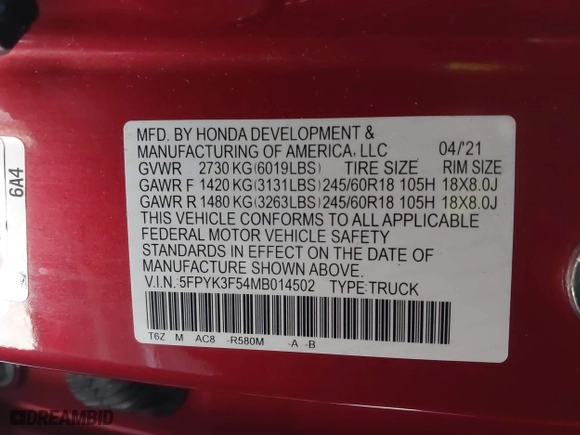 MFD. BY HONDA DEVELOPMENT &
MANUFACTURING OF AMERICA, LLC 04/'21
GVWR 2730 KG(6019LBS) TIRE SIZE RIM SIZE
GAWR F 1420 KG(3131LBS)245/60R18 105H 18X8.0J
GAWR R 1480 KG(3263LBS)245/60R18 105H 18X8.0J
THIS VEHICLE CONFORMS TO ALL APPLICABLE
FEDERAL MOTOR VEHICLE SAFETY
STANDARDS IN EFFECT ON THE DATE OF
MANUFACTURE SHOWN ABOVE.
V.I.N.:5FPYK3F54MB014502 TYPE:TRUCK
T6Z M AC8 -R580M -A -B
6A4
DREAMBID